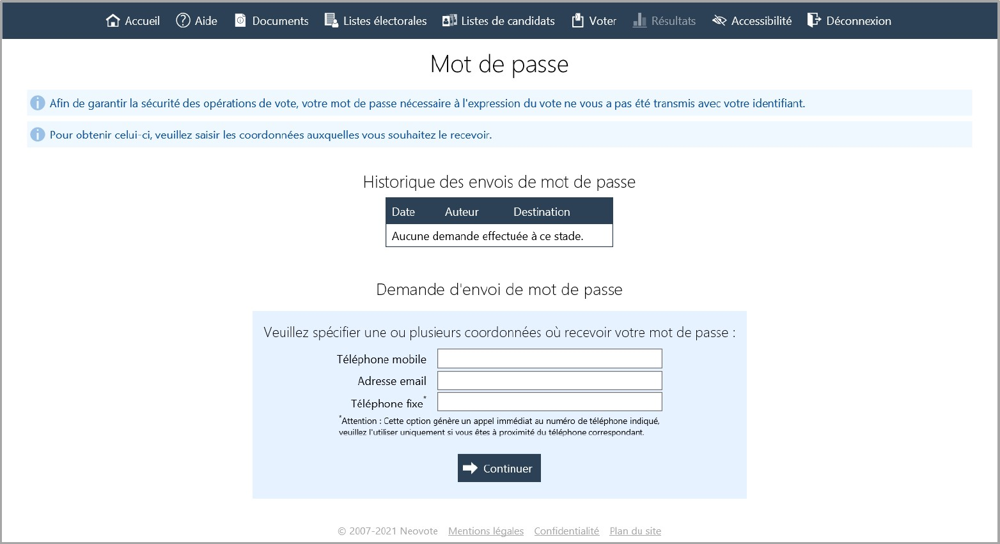 Accueil Aide Documents Listes électorales Listes de candidats Voter Résultats Accessibilité Déconnexion
Mot de passe
Afin de garantir la sécurité des opérations de vote, votre mot de passe nécessaire à l'expression du vote ne vous a pas été transmis avec votre identifiant.
Pour obtenir celui-ci, veuillez saisir les coordonnées auxquelles vous souhaitez le recevoir.
Historique des envois de mot de passe
Date Auteur Destination
Aucune demande effectuée à ce stade.
Demande d'envoi de mot de passe
Veuillez spécifier une ou plusieurs coordonnées où recevoir votre mot de passe :
Téléphone mobile
Adresse email
Téléphone fixe*
*Attention : Cette option génère un appel immédiat au numéro de téléphone indiqué,
veuillez l'utiliser uniquement si vous êtes à proximité du téléphone correspondant.
Continuer
© 2007-2021 Neovote Mentions légales Confidentialité Plan du site